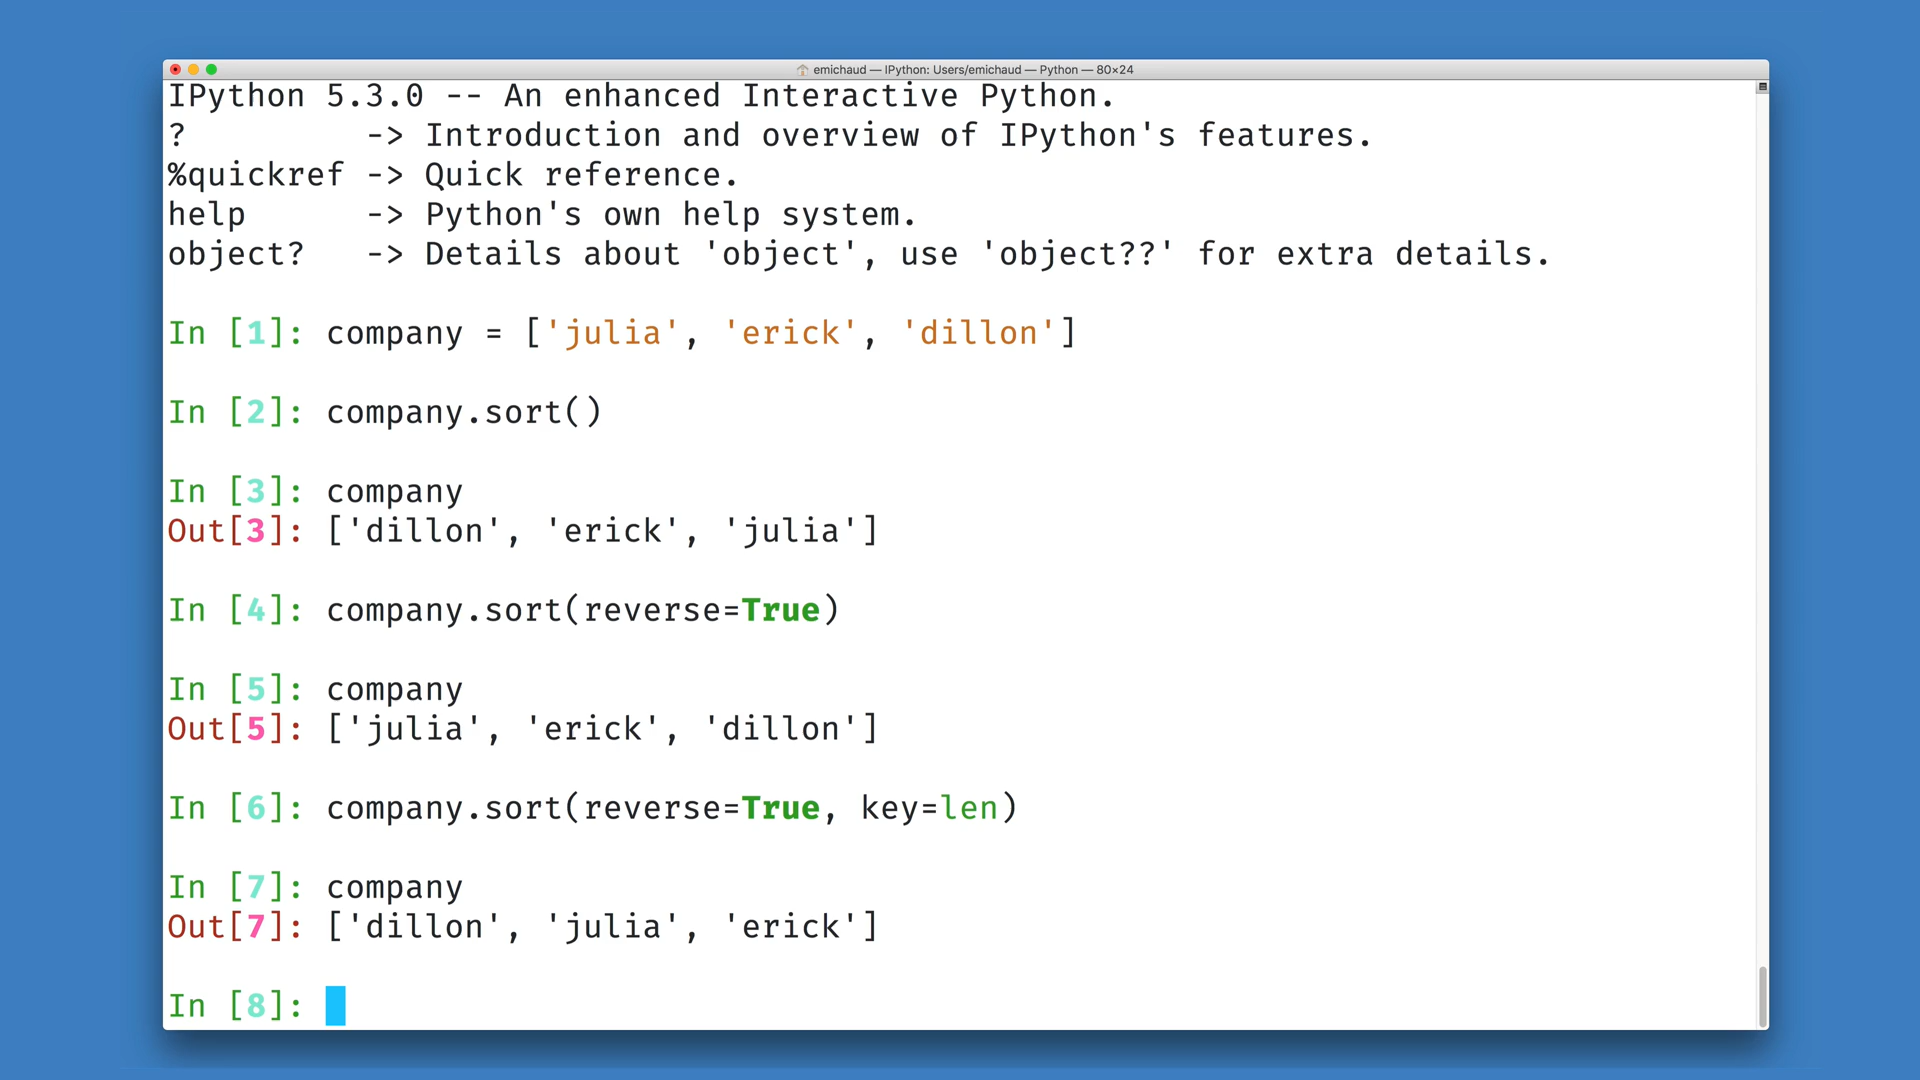 emichaud — IPython: Users/emichaud — Python — 80×24
IPython 5.3.0 -- An enhanced Interactive Python.
?         -> Introduction and overview of IPython's features.
%quickref -> Quick reference.
help      -> Python's own help system.
object?   -> Details about 'object', use 'object??' for extra details.
In [1]: company = ['julia', 'erick', 'dillon']
In [2]: company.sort()
In [3]: company
Out[3]: ['dillon', 'erick', 'julia']
In [4]: company.sort(reverse=True)
In [5]: company
Out[5]: ['julia', 'erick', 'dillon']
In [6]: company.sort(reverse=True, key=len)
In [7]: company
Out[7]: ['dillon', 'julia', 'erick']
In [8]: